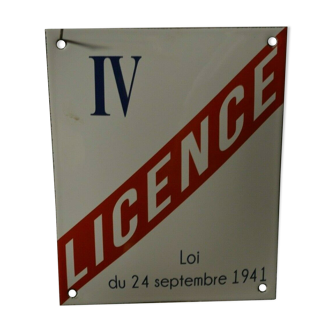 IV
LICENCE
Loi
du 24 septembre 1941